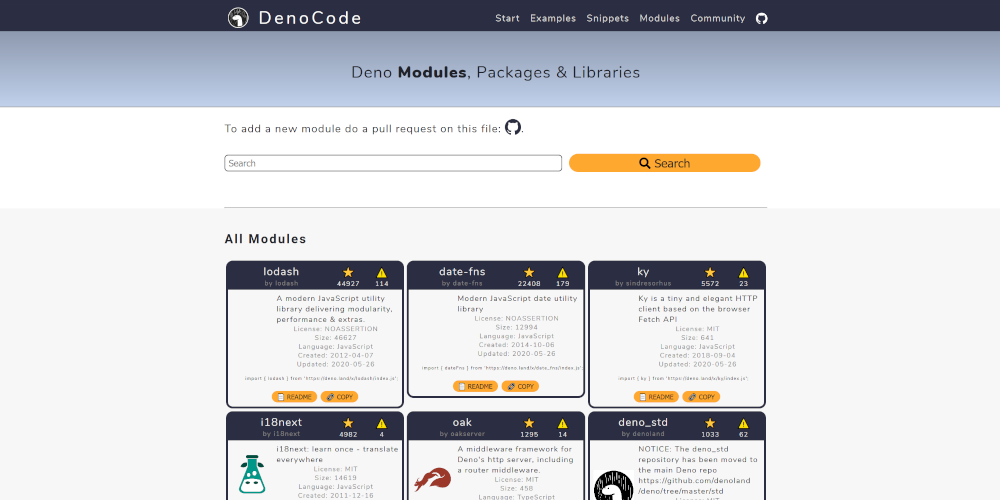 DenoCode
Start Examples Snippets Modules Community
Deno Modules, Packages & Libraries
To add a new module do a pull request on this file: .
Search Search
All Modules
lodash
by lodash 44927 114
A modern JavaScript utility
library delivering modularity,
performance & extras.
License: NOASSERTION
Size: 46627
Language: JavaScript
Created: 2012-04-07
Updated: 2020-05-26
import { lodash } from 'https://deno.land/x/lodash/index.js';
README COPY
date-fns
by date-fns 22408 179
Modern JavaScript date utility
library
License: NOASSERTION
Size: 12994
Language: JavaScript
Created: 2014-10-06
Updated: 2020-05-26
import { dateFns } from 'https://deno.land/x/date_fns/index.js';
README COPY
ky
by sindresorhus 5572 23
Ky is a tiny and elegant HTTP
client based on the browser
Fetch API
License: MIT
Size: 641
Language: JavaScript
Created: 2018-09-04
Updated: 2020-05-26
import { ky } from 'https://deno.land/x/ky/index.js';
README COPY
i18next
by i18next 4982 4
i18next: learn once - translate
everywhere
License: MIT
Size: 14619
Language: JavaScript
Created: 2011-12-16
oak
by oakserver 1295 14
A middleware framework for
Deno's http server, including
a router middleware.
License: MIT
Size: 458
Language: TypeScript
deno_std
by denoland 1033 62
NOTICE: The deno_std
repository has been moved to
the main Deno repo
https://github.com/denoland
/deno/tree/master/std